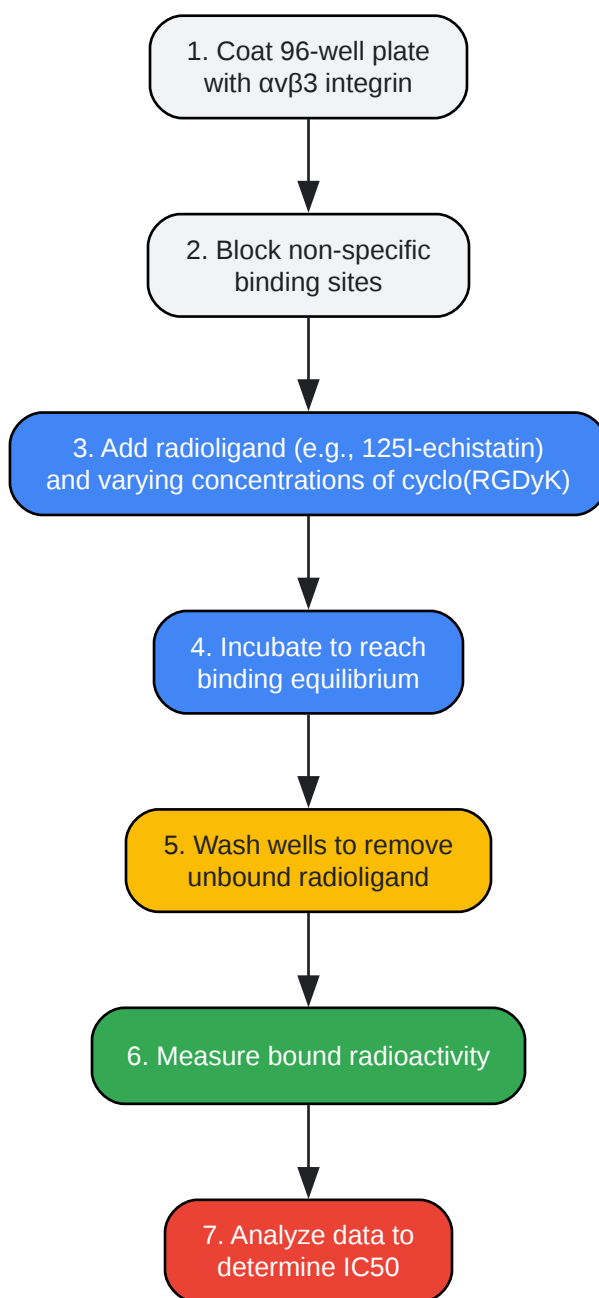 1. Coat 96-well plate
with αvβ3 integrin
2. Block non-specific
binding sites
3. Add radioligand (e.g., 125I-echistatin)
and varying concentrations of cyclo(RGDyK)
4. Incubate to reach
binding equilibrium
5. Wash wells to remove
unbound radioligand
6. Measure bound radioactivity
7. Analyze data to
determine IC50